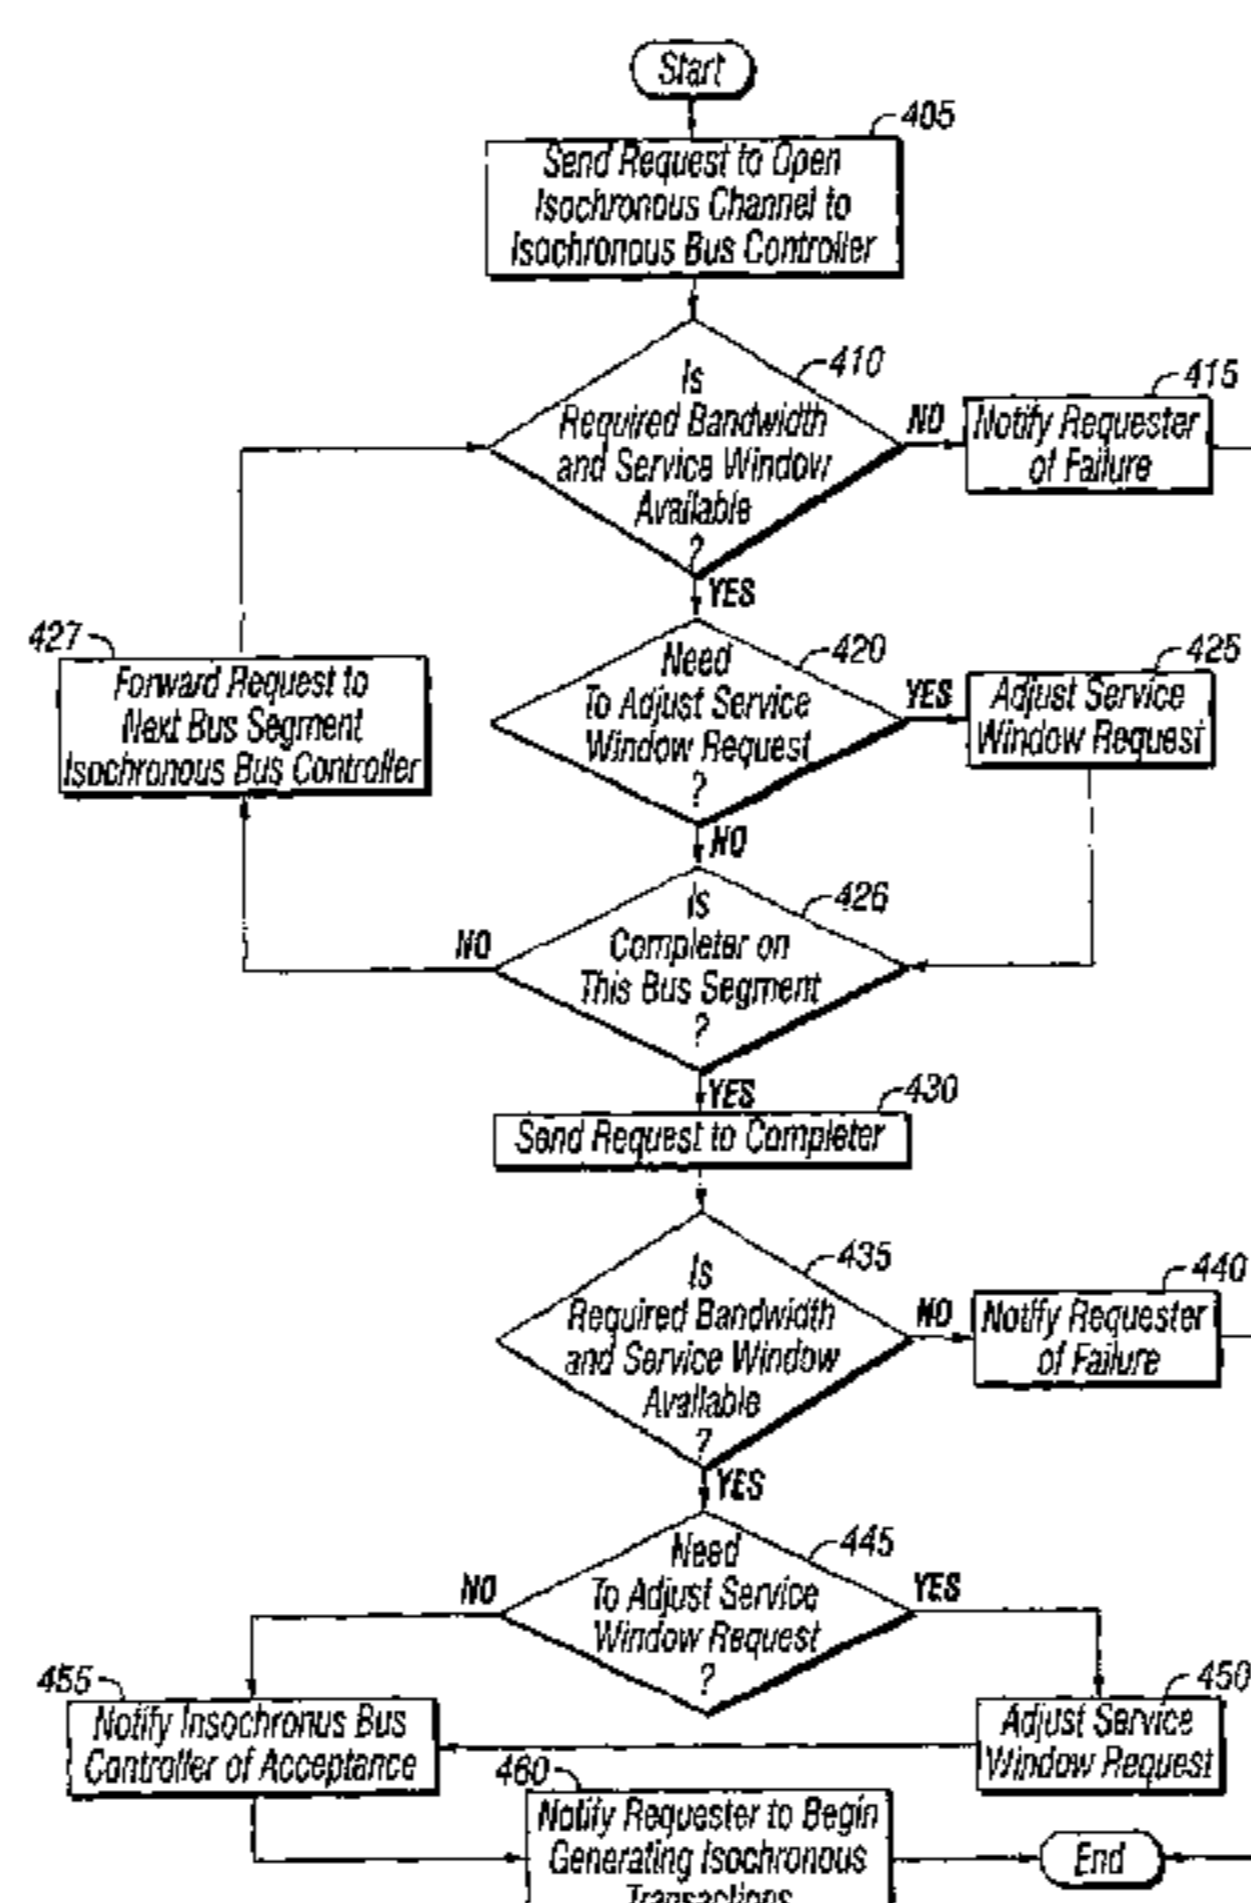 Start
405
Send Request to Open
Isochronous Channel to
Isochronous Bus Controller
410
Is
Required Bandwidth
and Service Window
Available
?
NO
415
Notify Requester
of Failure
YES
427
Forward Request to
Next Bus Segment
Isochronous Bus Controller
420
Need
To Adjust Service
Window Request
?
YES
425
Adjust Service
Window Request
NO
426
Is
Completer on
This Bus Segment
?
NO
YES
430
Send Request to Completer
435
Is
Required Bandwidth
and Service Window
Available
?
NO
440
Notify Requester
of Failure
YES
445
Need
To Adjust Service
Window Request
?
NO
YES
455
Notify Insochronus Bus
Controller of Acceptance
450
Adjust Service
Window Request
460
Notify Requester to Begin
Generating Isochronous
Transactions
End